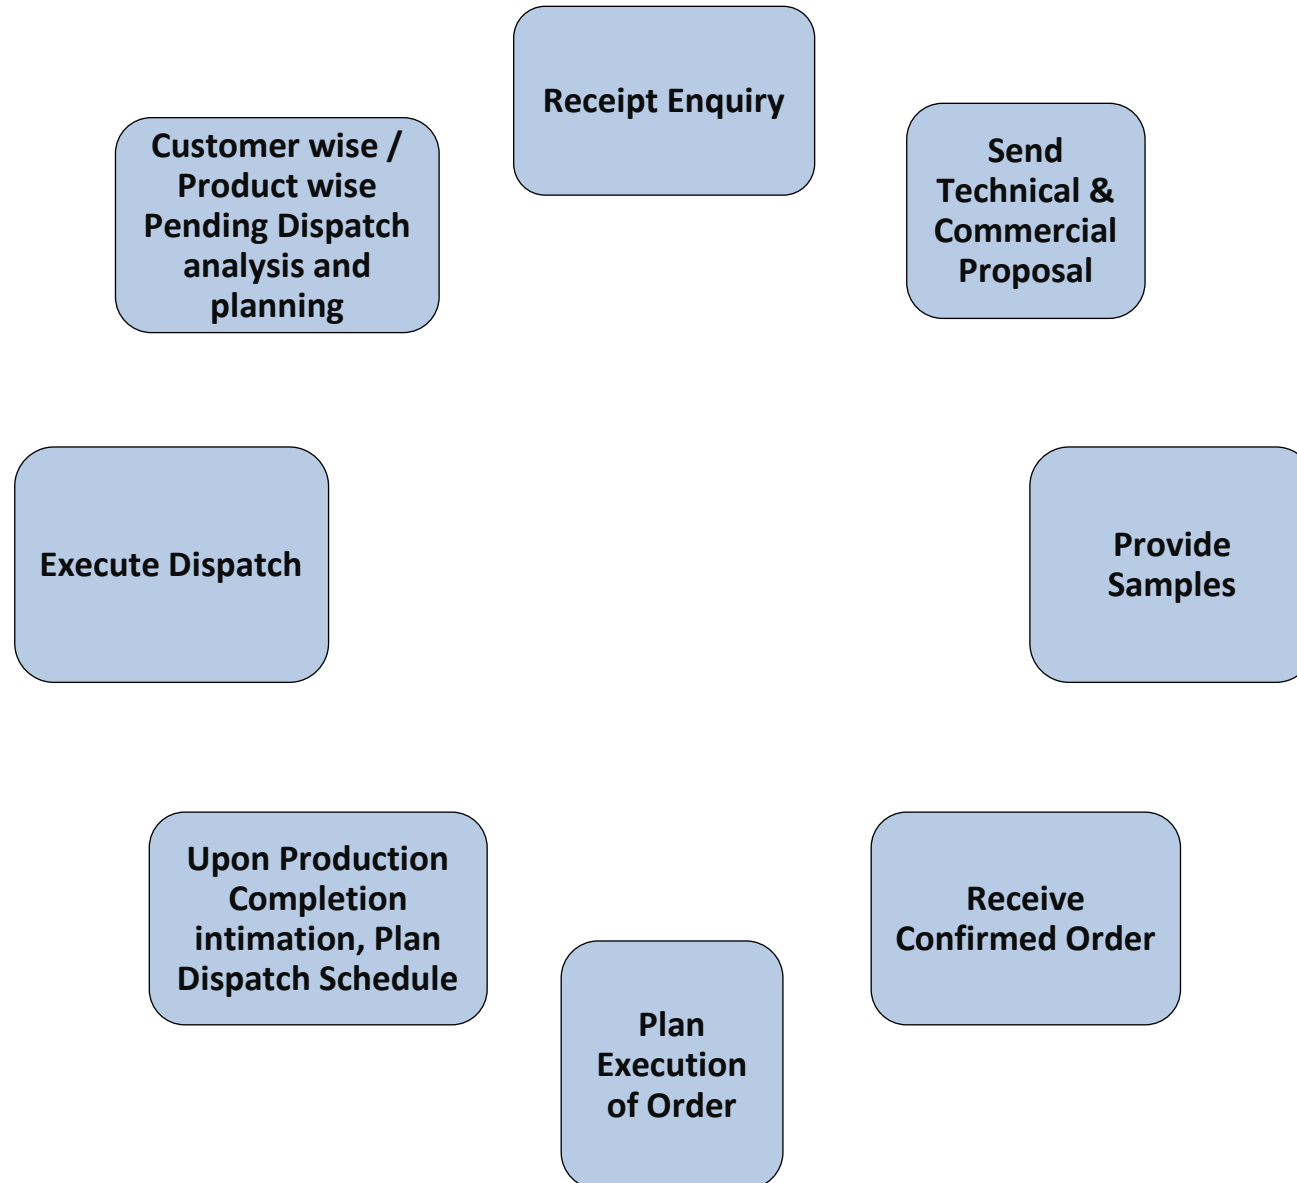 Receipt Enquiry
Send
Technical &
Commercial
Proposal
Provide
Samples
Receive
Confirmed Order
Plan
Execution
of Order
Upon Production
Completion
intimation, Plan
Dispatch Schedule
Execute Dispatch
Customer wise /
Product wise
Pending Dispatch
analysis and
planning